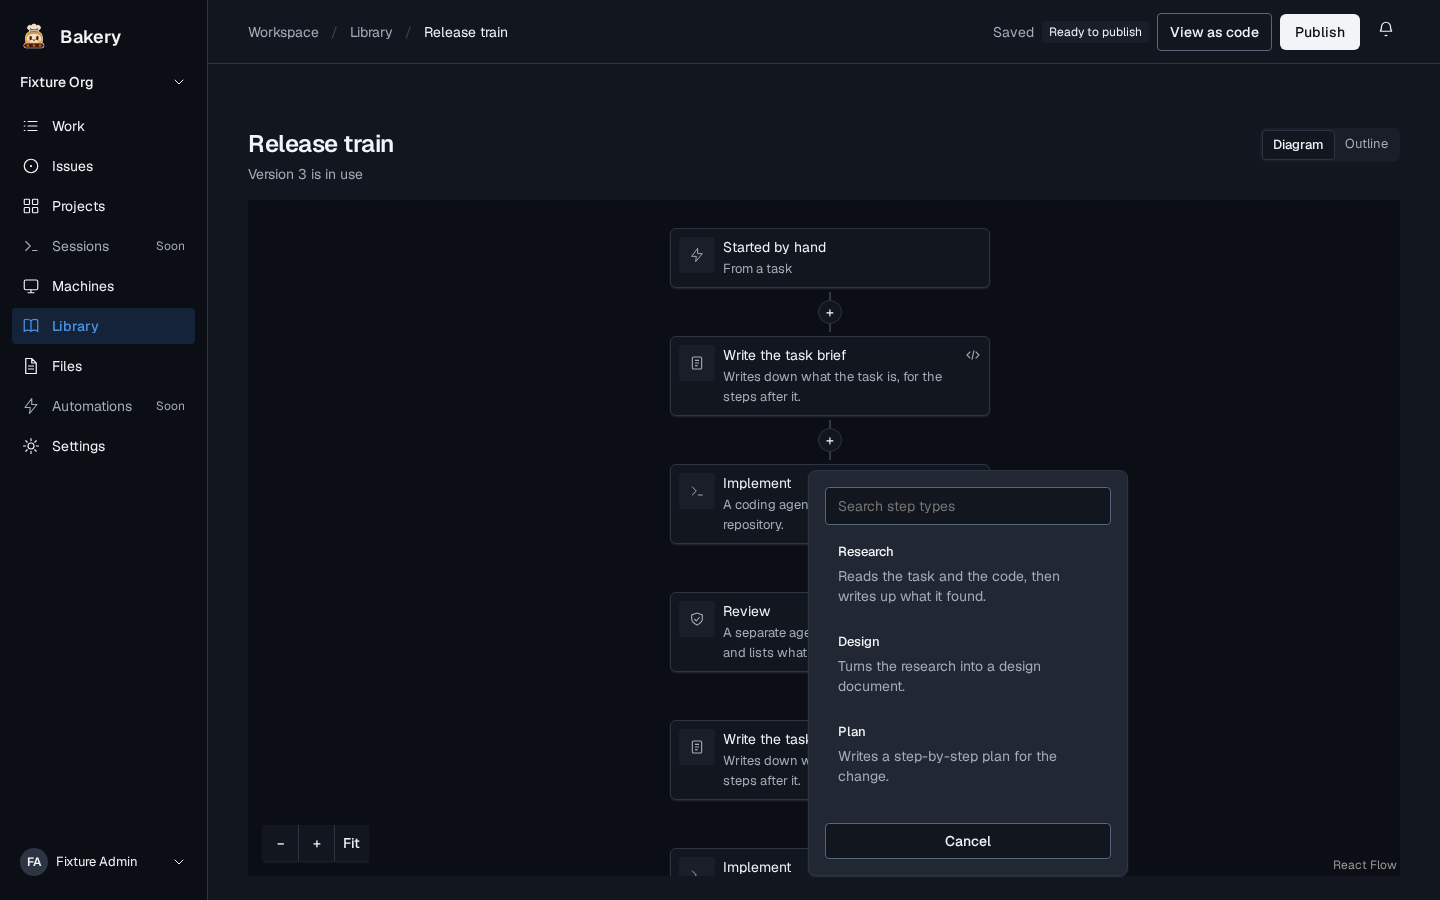 Bakery
Fixture Org
Work
Issues
Projects
Sessions Soon
Machines
Library
Files
Automations Soon
Settings
FA Fixture Admin
Workspace / Library / Release train
Saved Ready to publish View as code Publish
Release train
Version 3 is in use
Diagram Outline
Started by hand
From a task
+
Write the task brief
Writes down what the task is, for the
steps after it.
+
Implement
A coding agen
repository.
Review
A separate age
and lists what
Write the task
Writes down w
steps after it.
Implement
Search step types
Research
Reads the task and the code, then
writes up what it found.
Design
Turns the research into a design
document.
Plan
Writes a step-by-step plan for the
change.
Cancel
− + Fit
React Flow